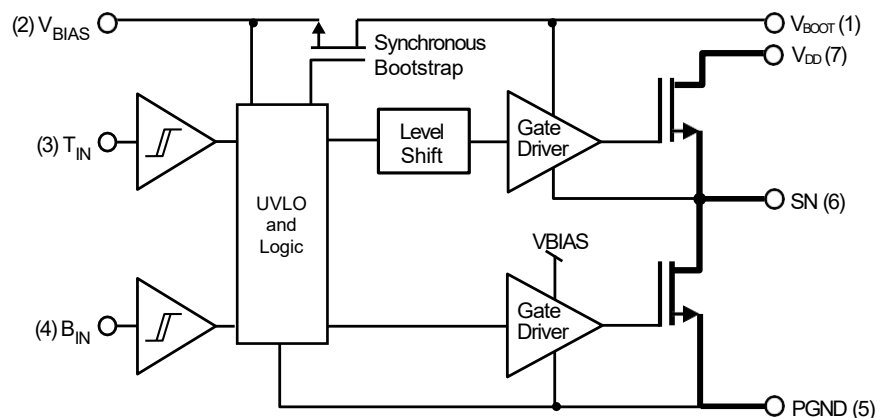 (2) VBIAS
VBOOT (1)
Synchronous
Bootstrap
VDD (7)
(3) TIN
Level
Shift
Gate
Driver
UVLO
and
Logic
SN (6)
VBIAS
(4) BIN
Gate
Driver
PGND (5)